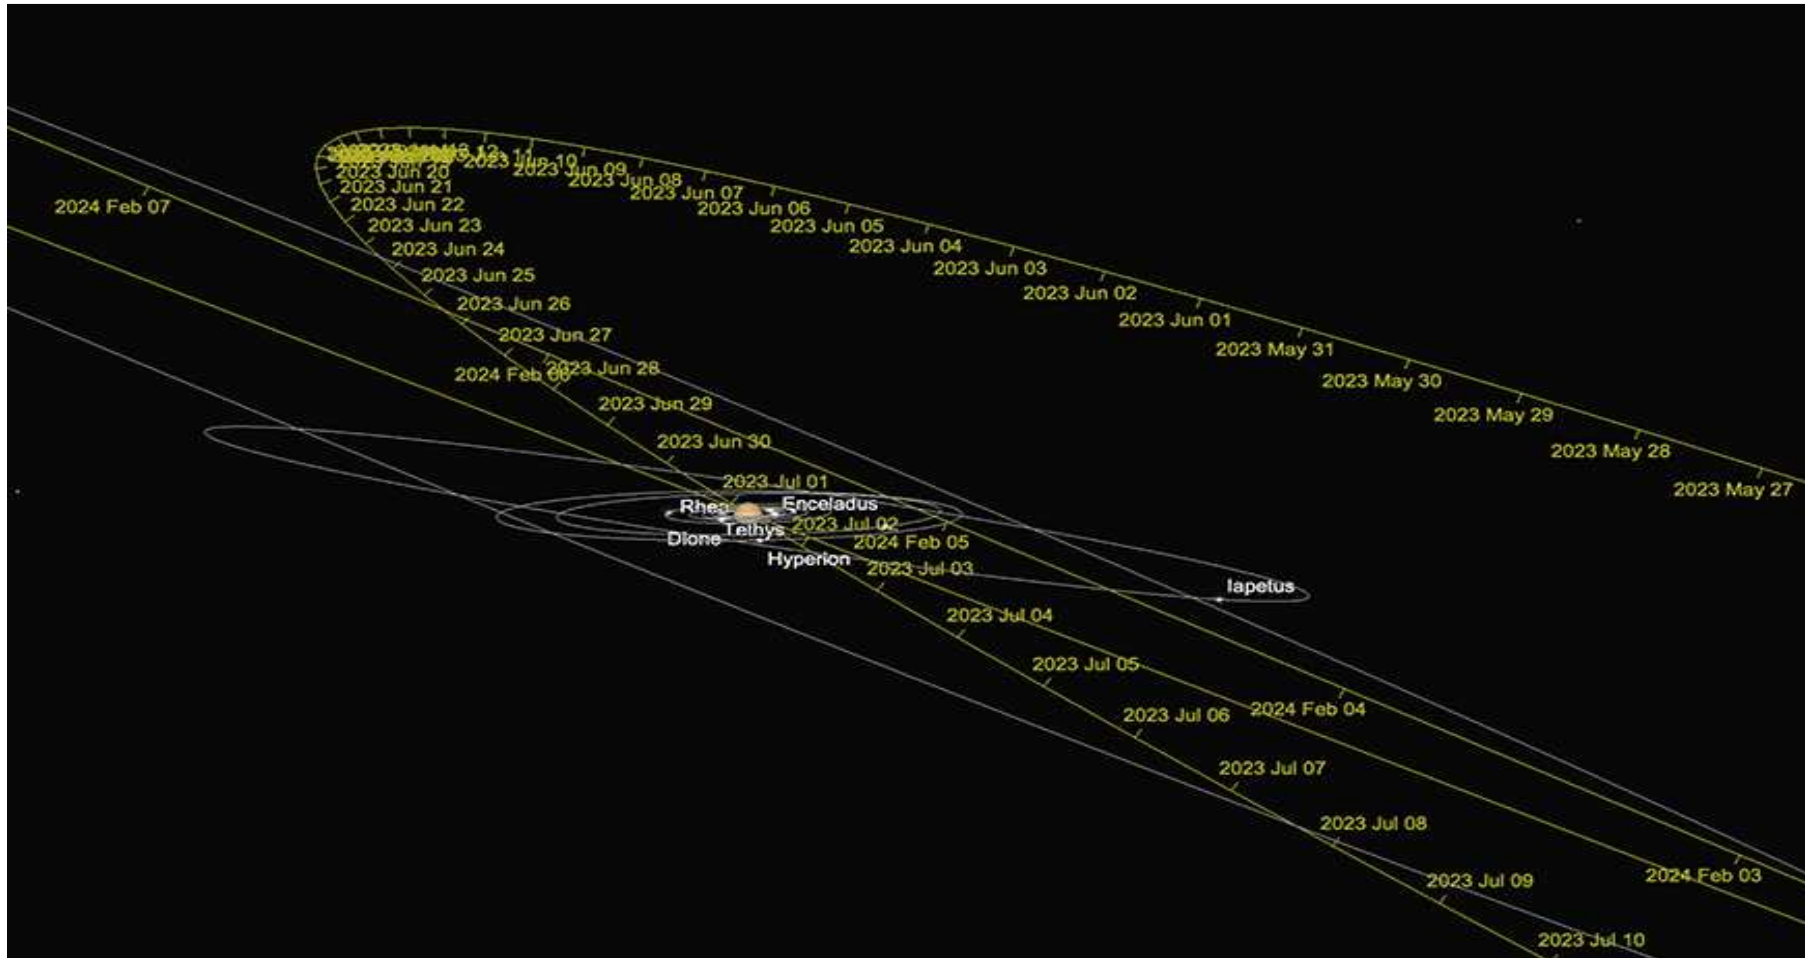 2023 Jun 11
2023 Jun 10
2023 Jun 09
2023 Jun 08
2023 Jun 07
2023 Jun 06
2023 Jun 05
2023 Jun 04
2023 Jun 03
2023 Jun 02
2023 Jun 01
2023 May 31
2023 May 30
2023 May 29
2023 May 28
2023 May 27
2023 Jun 20
2023 Jun 21
2023 Jun 22
2023 Jun 23
2023 Jun 24
2023 Jun 25
2023 Jun 26
2023 Jun 27
2023 Jun 28
2023 Jun 29
2023 Jun 30
2023 Jul 01
2023 Jul 02
2023 Jul 03
2023 Jul 04
2023 Jul 05
2023 Jul 06
2023 Jul 07
2023 Jul 08
2023 Jul 09
2023 Jul 10
2024 Feb 07
2024 Feb 06
2024 Feb 05
2024 Feb 04
2024 Feb 03
Rhea
Enceladus
Tethys
Dione
Hyperion
Iapetus